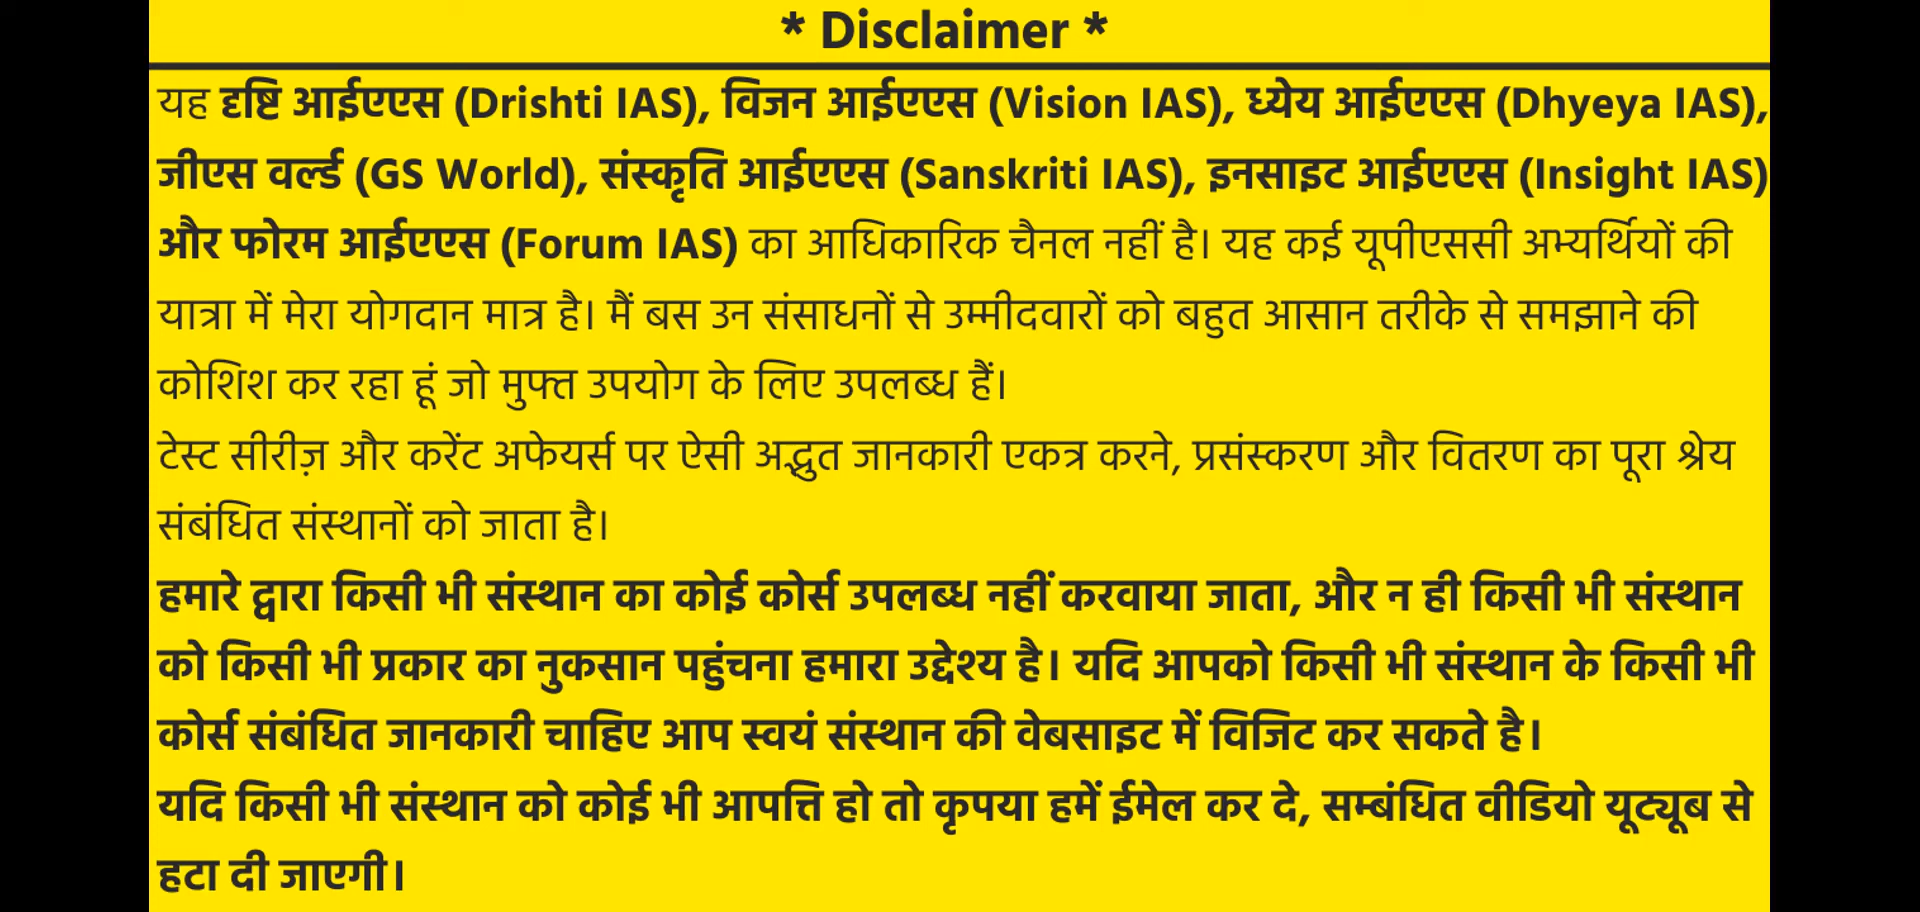 * Disclaimer *
यह दृष्टि आईएएस (Drishti IAS), विजन आईएएस (Vision IAS), ध्येय आईएएस (Dhyeya IAS),
जीएस वर्ल्ड (GS World), संस्कृति आईएएस (Sanskriti IAS), इनसाइट आईएएस (Insight IAS)
और फोरम आईएएस (Forum IAS) का आधिकारिक चैनल नहीं है। यह कई यूपीएससी अभ्यर्थियों की
यात्रा में मेरा योगदान मात्र है। मैं बस उन संसाधनों से उम्मीदवारों को बहुत आसान तरीके से समझाने की
कोशिश कर रहा हूं जो मुफ्त उपयोग के लिए उपलब्ध हैं।
टेस्ट सीरीज़ और करेंट अफेयर्स पर ऐसी अद्भुत जानकारी एकत्र करने, प्रसंस्करण और वितरण का पूरा श्रेय
संबंधित संस्थानों को जाता है।
हमारे द्वारा किसी भी संस्थान का कोई कोर्स उपलब्ध नहीं करवाया जाता, और न ही किसी भी संस्थान
को किसी भी प्रकार का नुकसान पहुंचना हमारा उद्देश्य है। यदि आपको किसी भी संस्थान के किसी भी
कोर्स संबंधित जानकारी चाहिए आप स्वयं संस्थान की वेबसाइट में विजिट कर सकते है।
यदि किसी भी संस्थान को कोई भी आपत्ति हो तो कृपया हमें ईमेल कर दे, सम्बंधित वीडियो यूट्यूब से
हटा दी जाएगी।